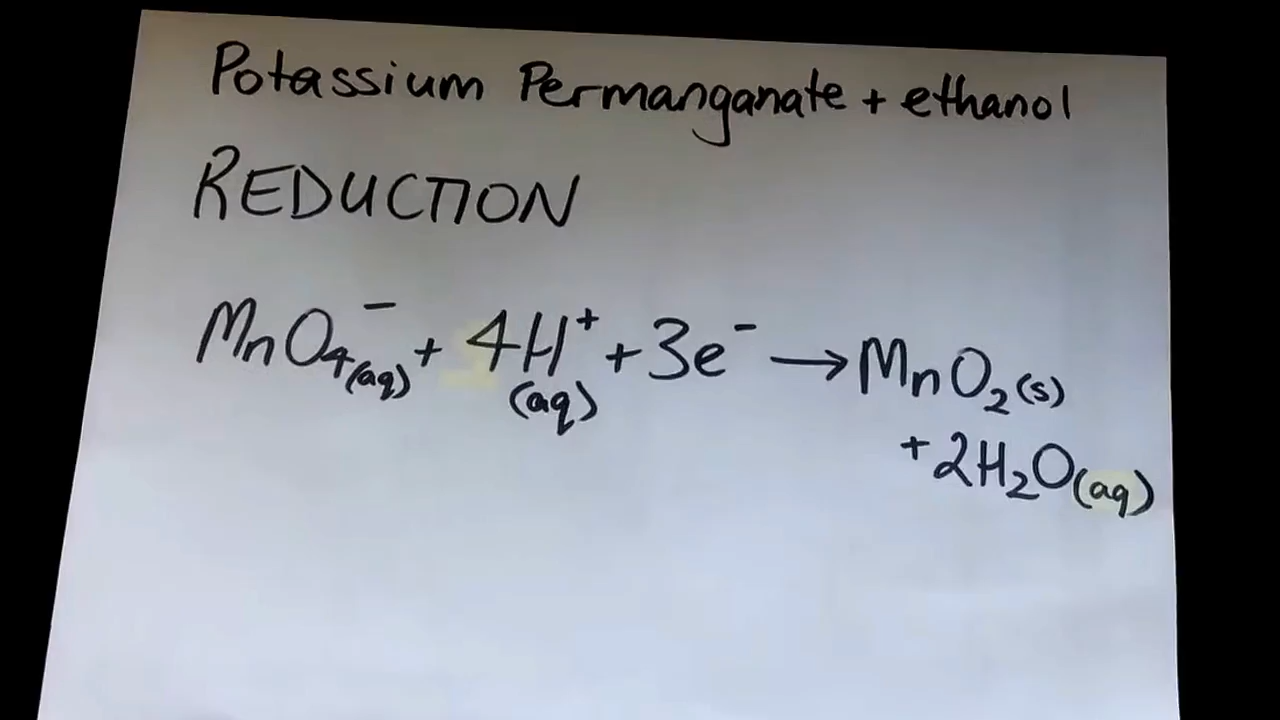 Potassium Permanganate + ethanol
REDUCTION
MnO₄⁻(aq) + 4H⁺(aq) + 3e⁻ → MnO₂(s)
+ 2H₂O(aq)